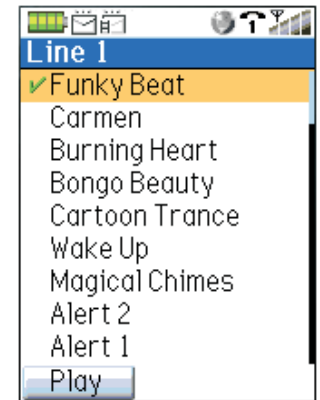 Line 1
Funky Beat
Carmen
Burning Heart
Bongo Beauty
Cartoon Trance
Wake Up
Magical Chimes
Alert 2
Alert 1
Play